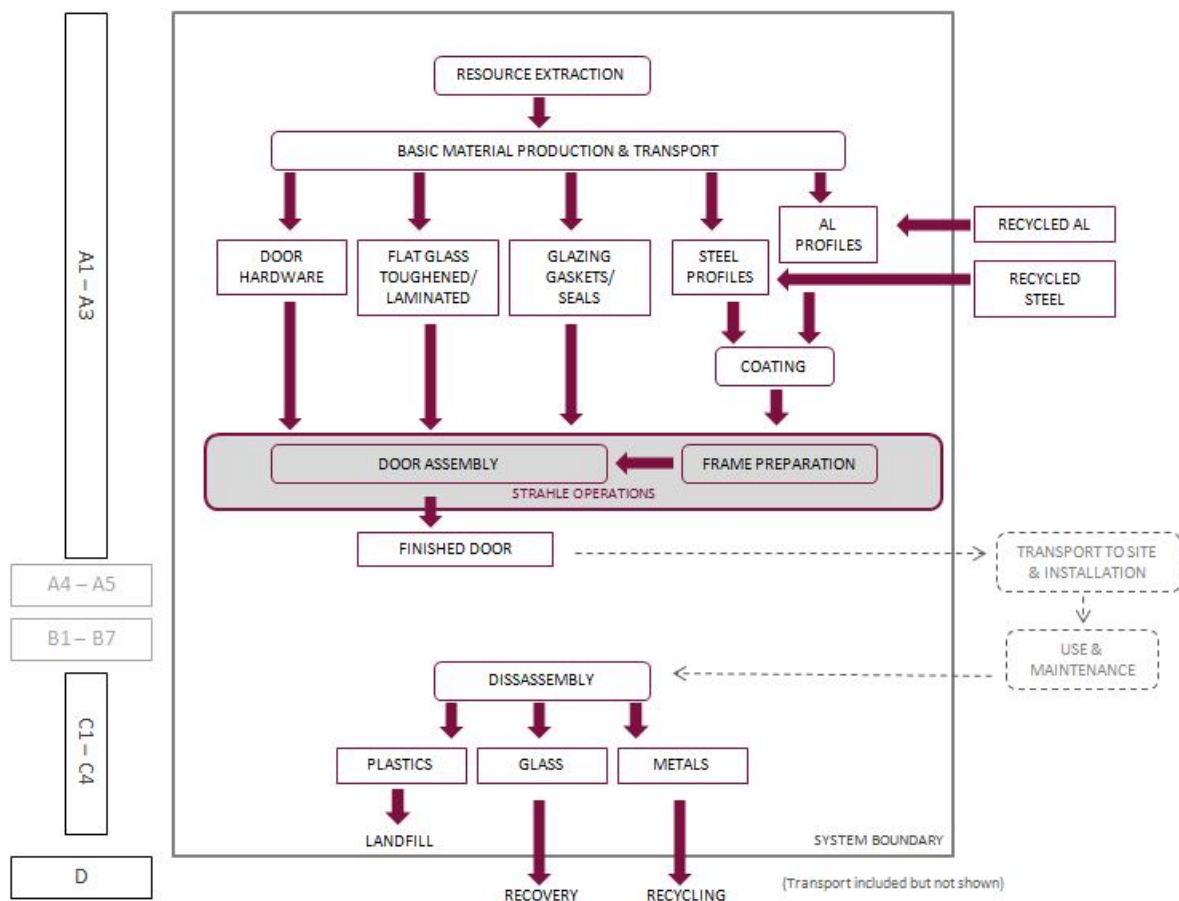 RESOURCE EXTRACTION
BASIC MATERIAL PRODUCTION & TRANSPORT
A1 – A3
DOOR
HARDWARE
FLAT GLASS
TOUGHENED/
LAMINATED
GLAZING
GASKETS/
SEALS
STEEL
PROFILES
AL
PROFILES
RECYCLED AL
RECYCLED
STEEL
COATING
DOOR ASSEMBLY
FRAME PREPARATION
STRAHLE OPERATIONS
FINISHED DOOR
TRANSPORT TO SITE
& INSTALLATION
A4 – A5
B1 – B7
USE &
MAINTENANCE
DISSASSEMBLY
C1 – C4
PLASTICS
GLASS
METALS
LANDFILL
SYSTEM BOUNDARY
D
RECOVERY
RECYCLING
(Transport included but not shown)